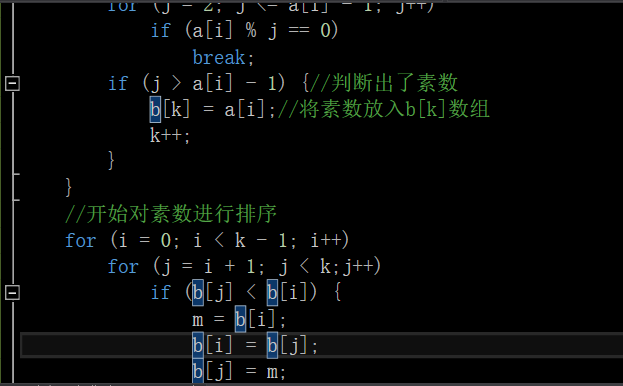 for (j = 2; j <= a[i] - 1; j++)
if (a[i] % j == 0)
break;
if (j > a[i] - 1) {//判断出了素数
b[k] = a[i];//将素数放入b[k]数组
k++;
}
}
//开始对素数进行排序
for (i = 0; i < k - 1; i++)
for (j = i + 1; j < k;j++)
if (b[j] < b[i]) {
m = b[i];
b[i] = b[j];
b[j] = m;